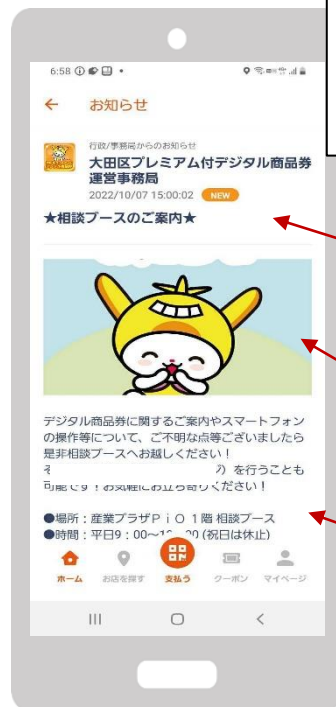 6:58
お知らせ
行政/事務局からのお知らせ
大田区プレミアム付デジタル商品券
運営事務局
2022/10/07 15:00:02 NEW
★相談ブースのご案内★
デジタル商品券に関するご案内やスマートフォン
の操作等について、ご不明な点等ございましたら
是非相談ブースへお越しください！
を行うことも
可能です！お気軽にお立ち寄りください！
●場所：産業プラザＰｉＯ１階 相談ブース
●時間：平日9：00～ (祝日は休止)
ホーム お店を探す 支払う クーポン マイページ